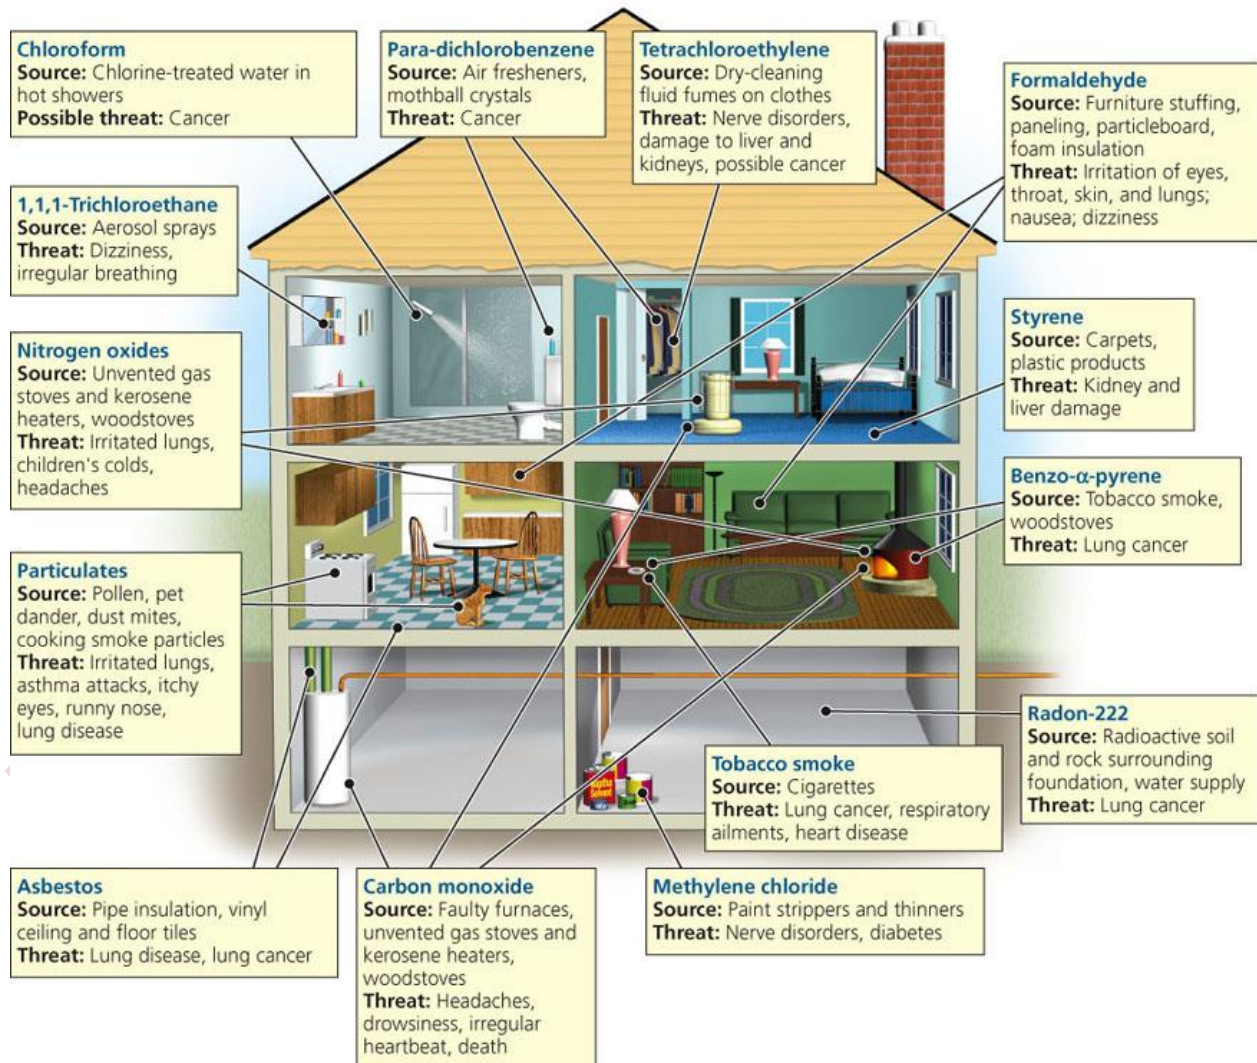 Chloroform
Source: Chlorine-treated water in
hot showers
Possible threat: Cancer
Para-dichlorobenzene
Source: Air fresheners,
mothball crystals
Threat: Cancer
Tetrachloroethylene
Source: Dry-cleaning
fluid fumes on clothes
Threat: Nerve disorders,
damage to liver and
kidneys, possible cancer
Formaldehyde
Source: Furniture stuffing,
paneling, particleboard,
foam insulation
Threat: Irritation of eyes,
throat, skin, and lungs;
nausea; dizziness
1,1,1-Trichloroethane
Source: Aerosol sprays
Threat: Dizziness,
irregular breathing
Styrene
Source: Carpets,
plastic products
Threat: Kidney and
liver damage
Nitrogen oxides
Source: Unvented gas
stoves and kerosene
heaters, woodstoves
Threat: Irritated lungs,
children's colds,
headaches
Benzo-α-pyrene
Source: Tobacco smoke,
woodstoves
Threat: Lung cancer
Particulates
Source: Pollen, pet
dander, dust mites,
cooking smoke particles
Threat: Irritated lungs,
asthma attacks, itchy
eyes, runny nose,
lung disease
Radon-222
Source: Radioactive soil
and rock surrounding
foundation, water supply
Threat: Lung cancer
Tobacco smoke
Source: Cigarettes
Threat: Lung cancer, respiratory
ailments, heart disease
Solvent
Asbestos
Source: Pipe insulation, vinyl
ceiling and floor tiles
Threat: Lung disease, lung cancer
Carbon monoxide
Source: Faulty furnaces,
unvented gas stoves and
kerosene heaters,
woodstoves
Threat: Headaches,
drowsiness, irregular
heartbeat, death
Methylene chloride
Source: Paint strippers and thinners
Threat: Nerve disorders, diabetes